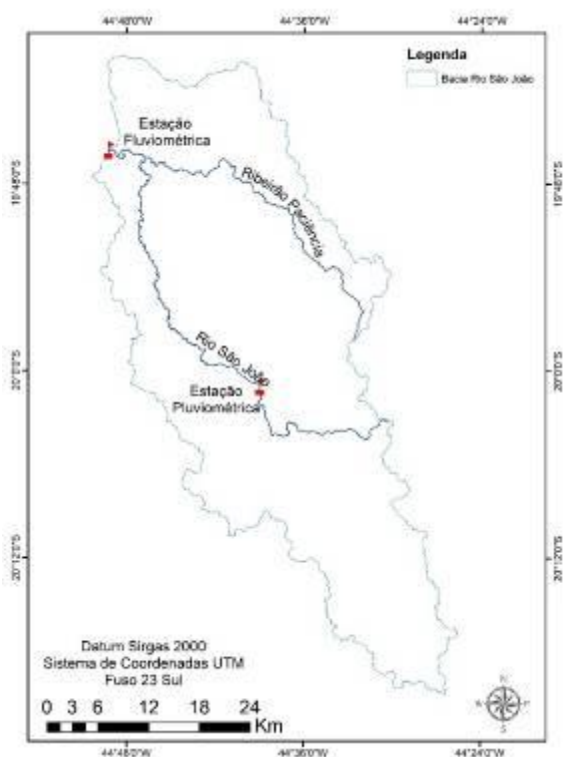 44°48'0"W 44°36'0"W 44°24'0"W
Legenda
Bacia Rio São João
Estação
Fluviométrica
Ribeirão Paciência
19°48'0"S 19°48'0"S
Rio São João
20°0'0"S 20°0'0"S
Estação
Pluviométrica
20°12'0"S 20°12'0"S
Datum Sirgas 2000
Sistema de Coordenadas UTM
Fuso 23 Sul
0 3 6 12 18 24
Km
N
S
44°48'0"W 44°36'0"W 44°24'0"W